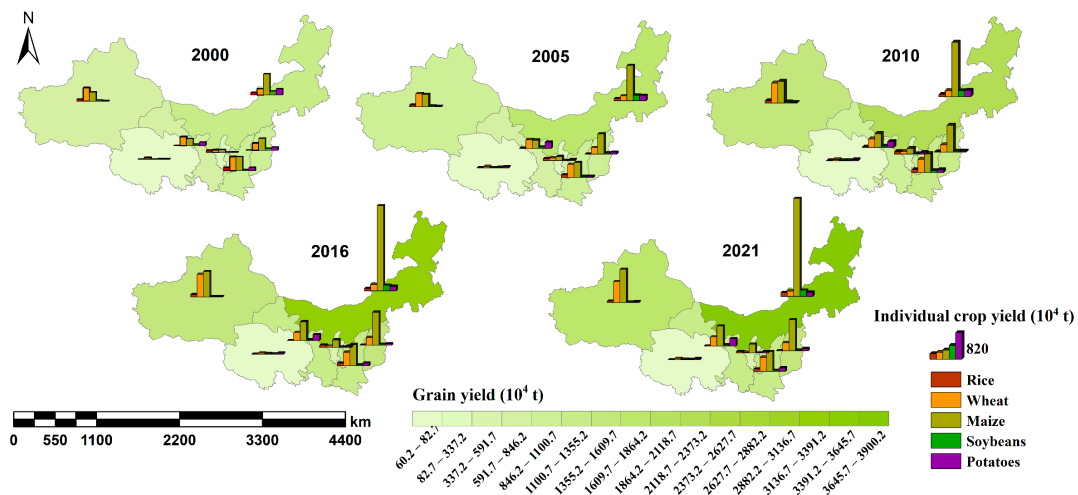 N
2000
2005
2010
2016
2021
Individual crop yield (10⁴ t)
820
Rice
Wheat
Maize
Soybeans
Potatoes
Grain yield (10⁴ t)
60.2 – 82.7
82.7 – 337.2
337.2 – 591.7
591.7 – 846.2
846.2 – 1100.7
1100.7 – 1355.2
1355.2 – 1609.7
1609.7 – 1864.2
1864.2 – 2118.7
2118.7 – 2373.2
2373.2 – 2627.7
2627.7 – 2882.2
2882.2 – 3136.7
3136.7 – 3391.2
3391.2 – 3645.7
3645.7 – 3900.2
km
0 550 1100 2200 3300 4400